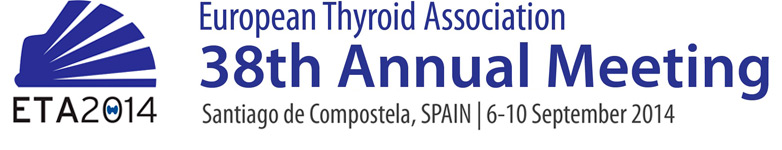 European Thyroid Association
38th Annual Meeting
ETA2014
Santiago de Compostela, SPAIN | 6-10 September 2014